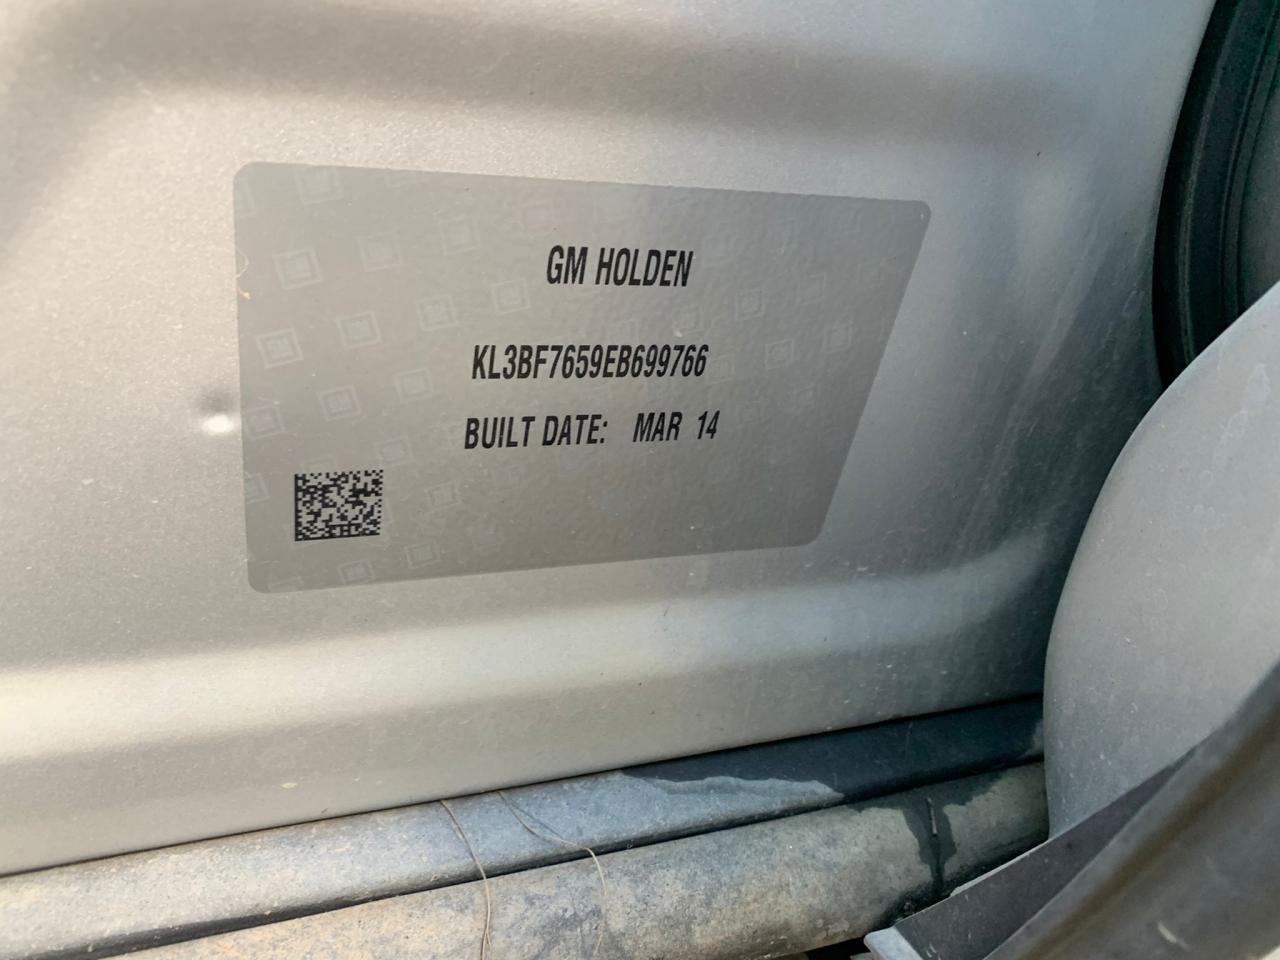 GM HOLDEN
KL3BF7659EB699766
BUILT DATE: MAR 14